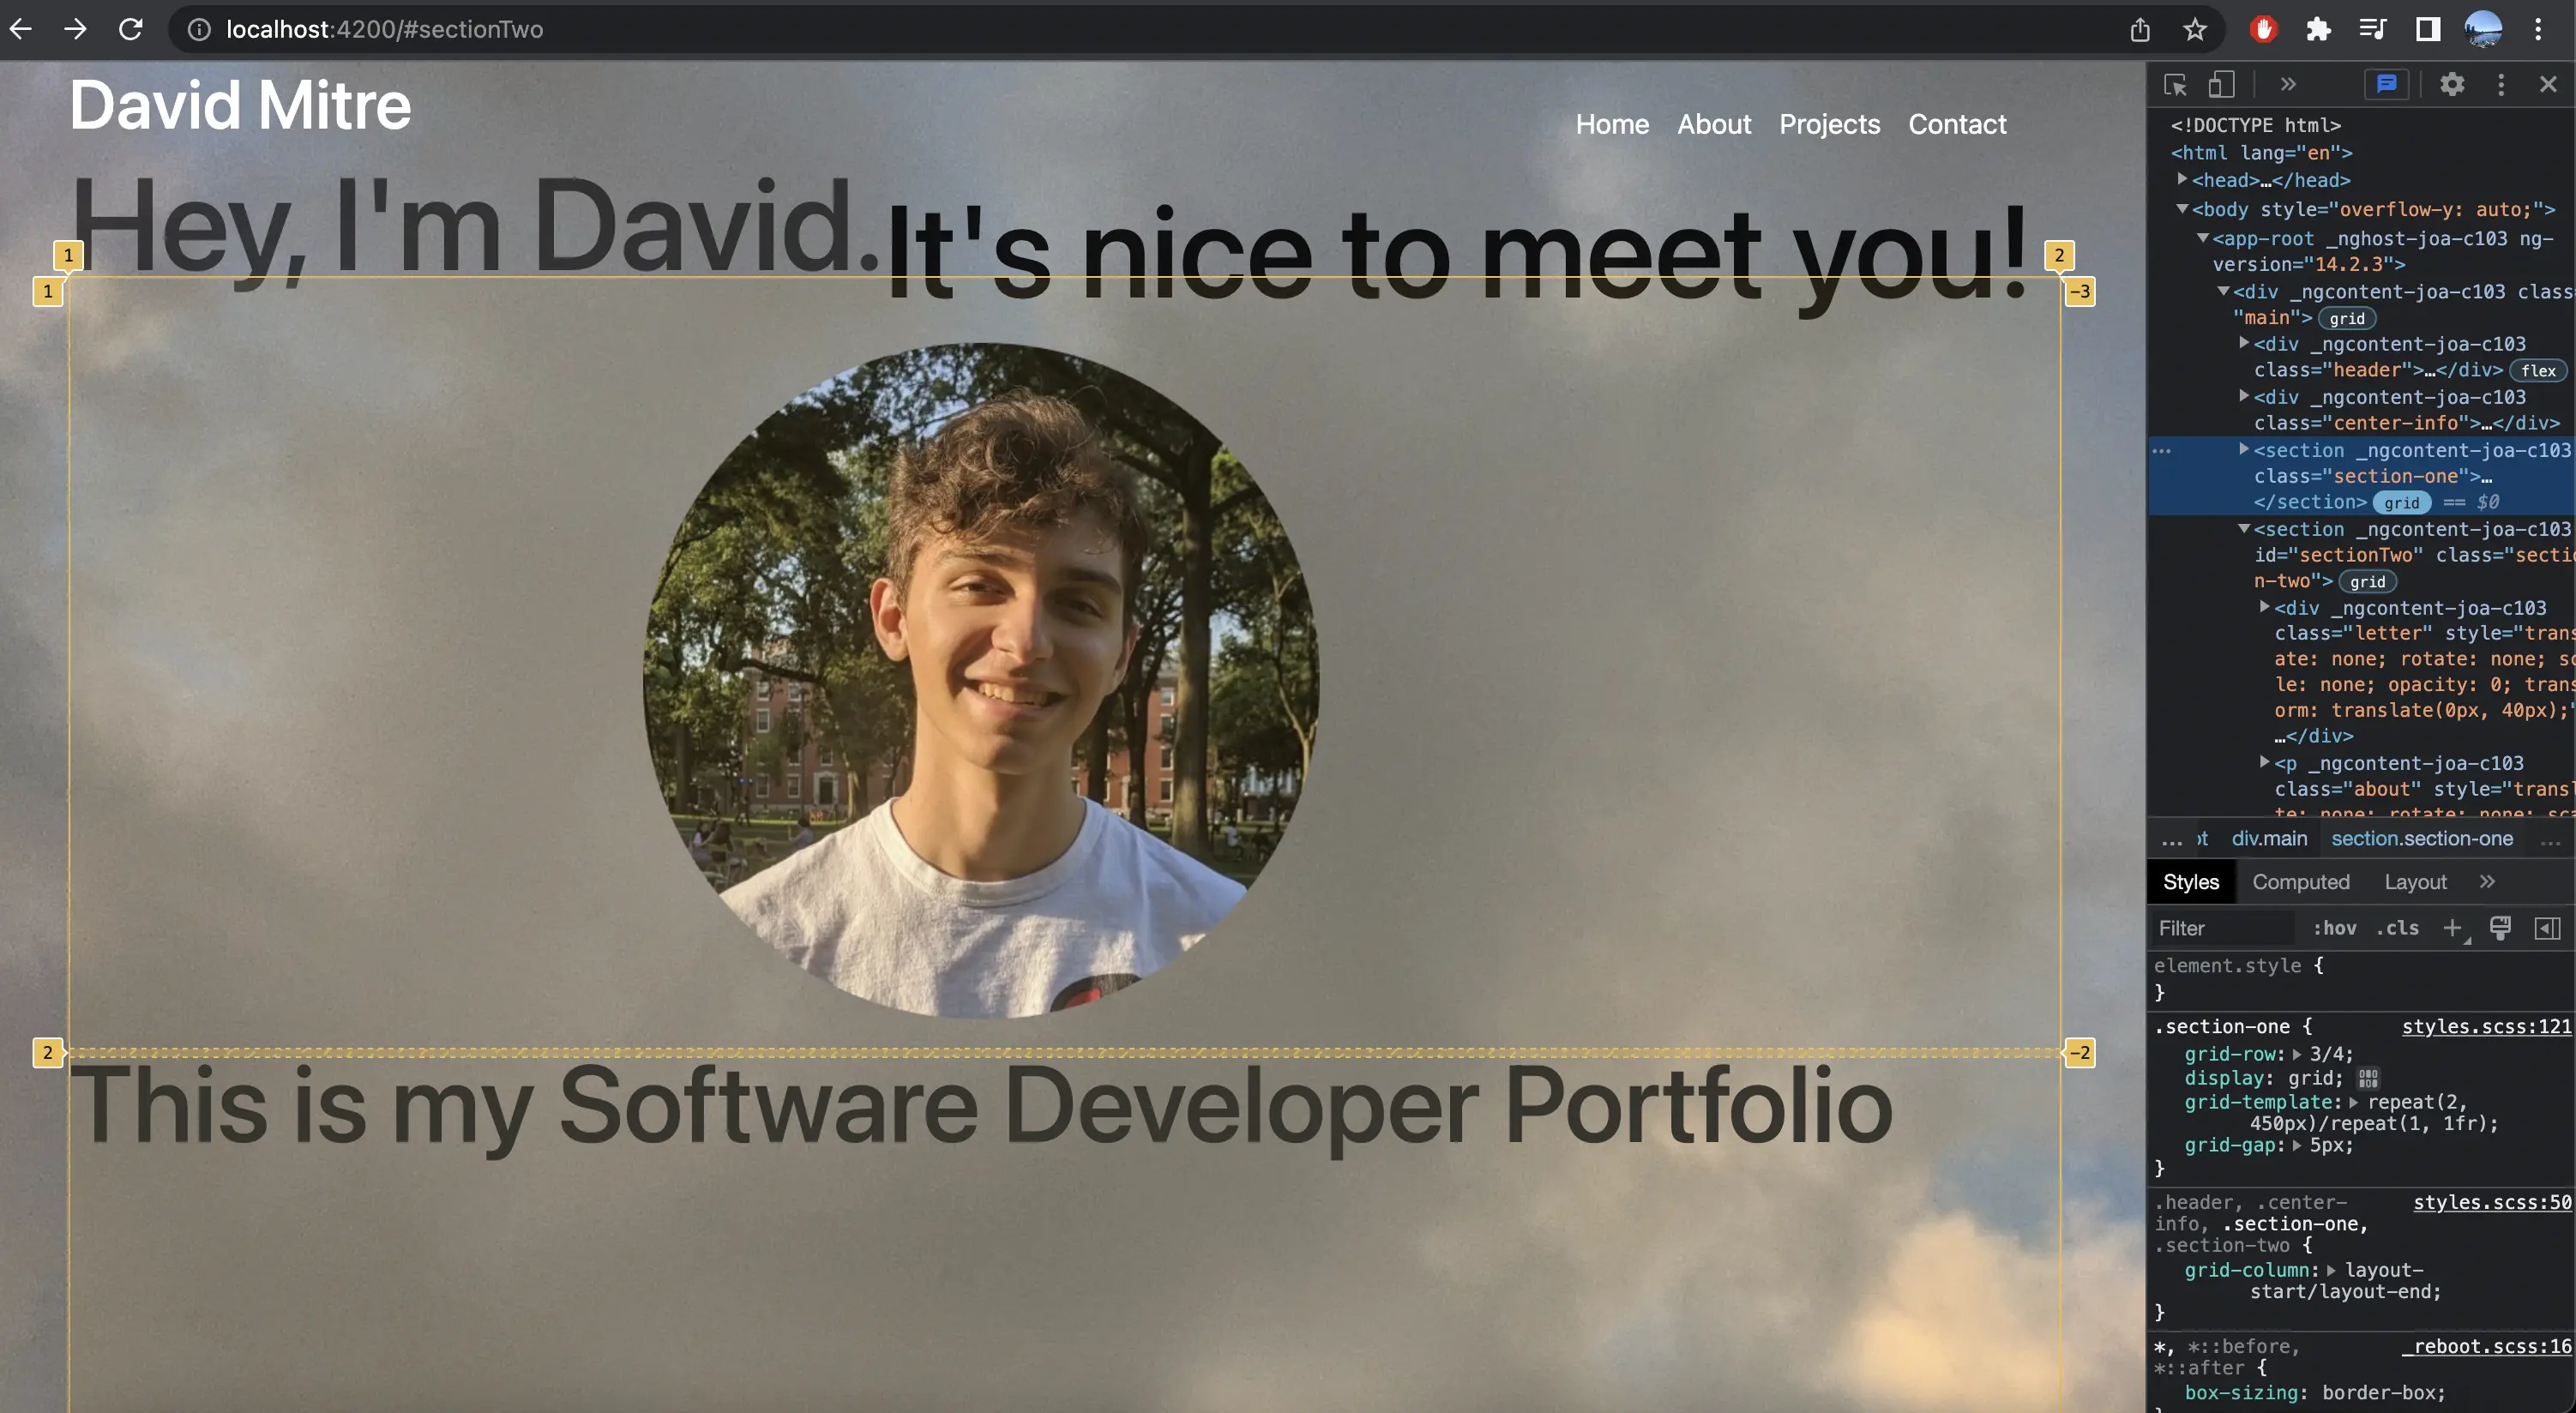 localhost:4200/#sectionTwo
David Mitre
Home About Projects Contact
Hey, I'm David.
It's nice to meet you!
1
2
1
-3
2
-2
This is my Software Developer Portfolio
<!DOCTYPE html>
<html lang="en">
<head>…</head>
<body style="overflow-y: auto;">
<app-root _nghost-joa-c103 ng-
version="14.2.3">
<div _ngcontent-joa-c103 class
"main"> grid
<div _ngcontent-joa-c103
class="header">…</div> flex
<div _ngcontent-joa-c103
class="center-info">…</div>
… <section _ngcontent-joa-c103
class="section-one">…
</section> grid == $0
<section _ngcontent-joa-c103
id="sectionTwo" class="secti
n-two"> grid
<div _ngcontent-joa-c103
class="letter" style="trans
ate: none; rotate: none; sc
le: none; opacity: 0; trans
orm: translate(0px, 40px);"
…</div>
<p _ngcontent-joa-c103
class="about" style="transl
te: none; rotate: none; sca
… ot div.main section.section-one …
Styles Computed Layout »
Filter :hov .cls +
element.style {
}
.section-one { styles.scss:121
grid-row: 3/4;
display: grid;
grid-template: repeat(2,
450px)/repeat(1, 1fr);
grid-gap: 5px;
}
.header, .center- styles.scss:50
info, .section-one,
.section-two {
grid-column: layout-
start/layout-end;
}
*, *::before, _reboot.scss:16
*::after {
box-sizing: border-box;